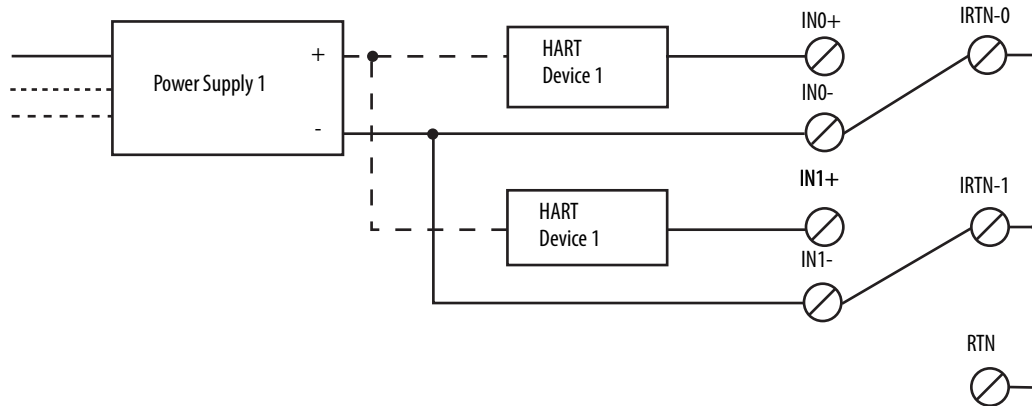 IN0+
IRTN-0
+
HART
Device 1
Power Supply 1
IN0-
-
IN1+
IRTN-1
HART
Device 1
IN1-
RTN